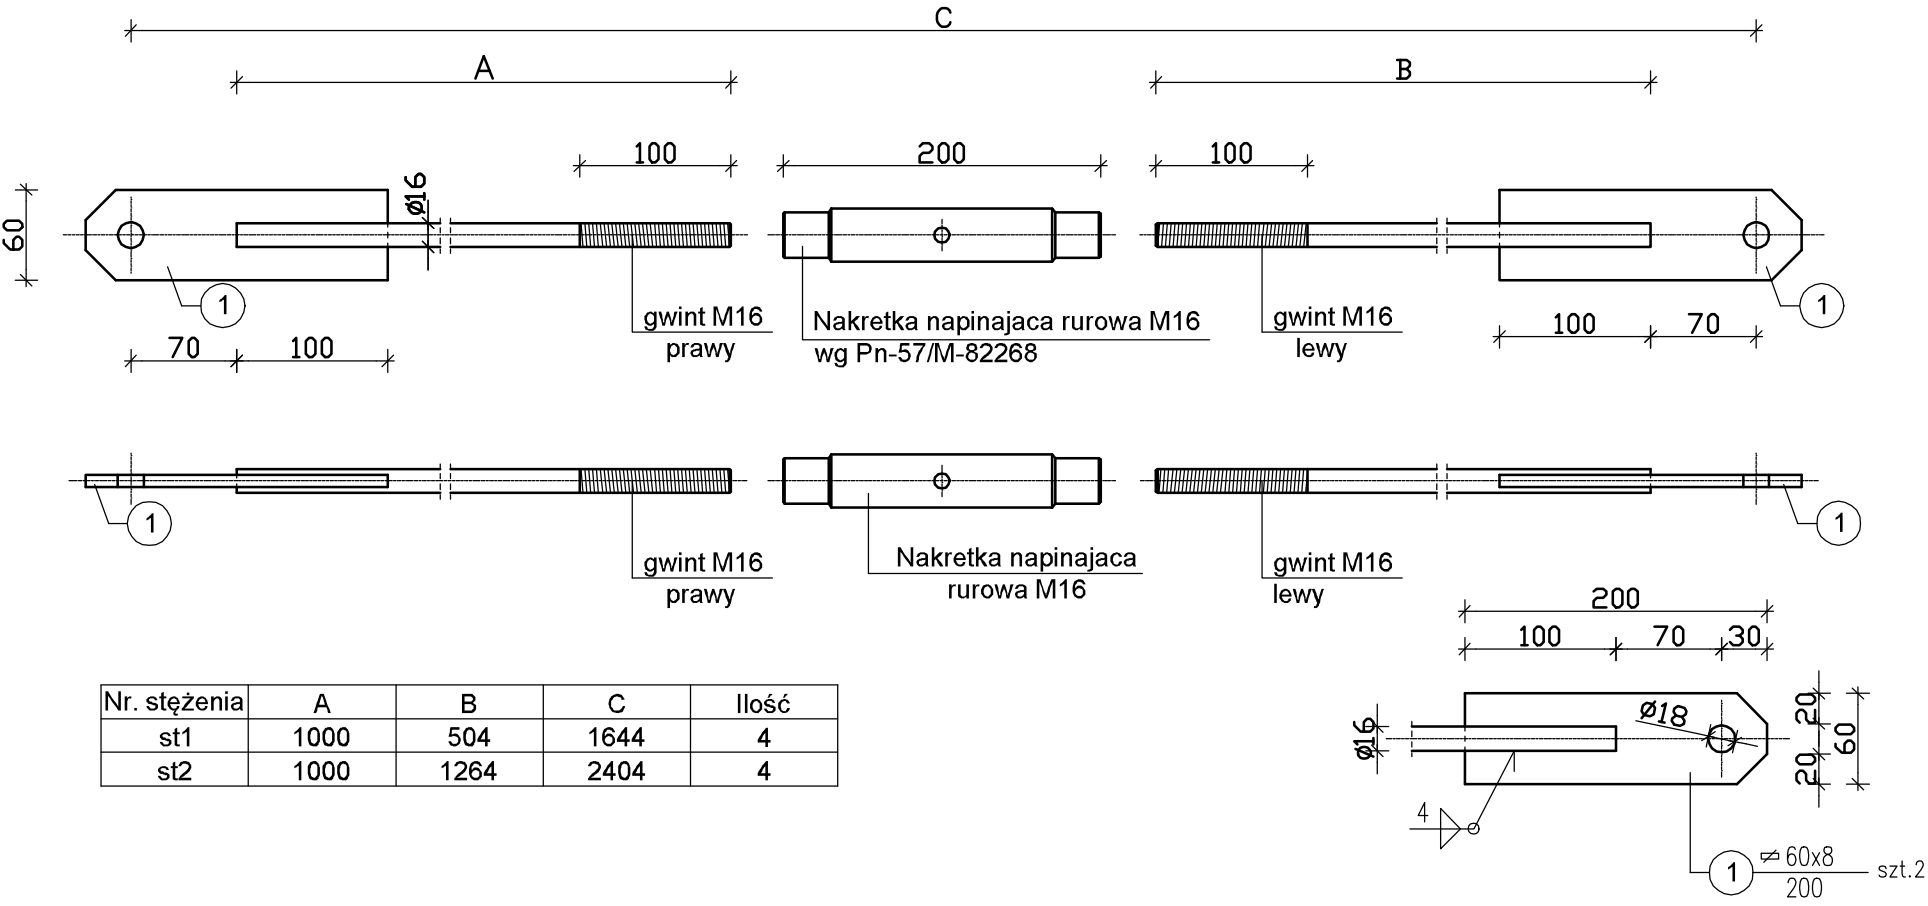 C
A
B
100
200
100
60
ø16
1
gwint M16
prawy
Nakretka napinajaca rurowa M16
wg Pn-57/M-82268
gwint M16
lewy
1
70
100
100
70
1
gwint M16
prawy
Nakretka napinajaca
rurowa M16
gwint M16
lewy
1
200
100
70
30
Nr. stężenia A B C Ilość
st1 1000 504 1644 4
st2 1000 1264 2404 4
ø16
ø18
20
20
60
4
1
60x8
200
szt.2